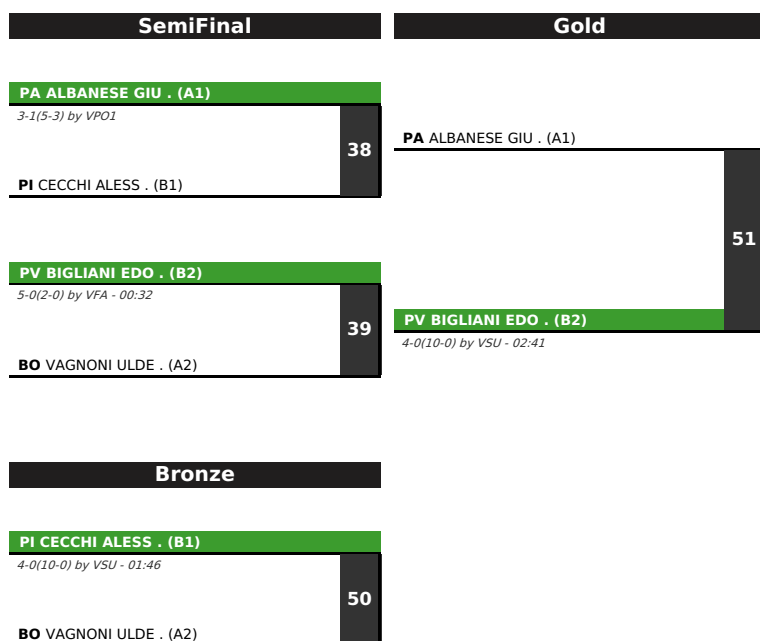 SemiFinal
PA ALBANESE GIU . (A1)
3-1(5-3) by VPO1
38
PI CECCHI ALESS . (B1)
PV BIGLIANI EDO . (B2)
5-0(2-0) by VFA - 00:32
39
BO VAGNONI ULDE . (A2)
Gold
PA ALBANESE GIU . (A1)
51
PV BIGLIANI EDO . (B2)
4-0(10-0) by VSU - 02:41
Bronze
PI CECCHI ALESS . (B1)
4-0(10-0) by VSU - 01:46
50
BO VAGNONI ULDE . (A2)